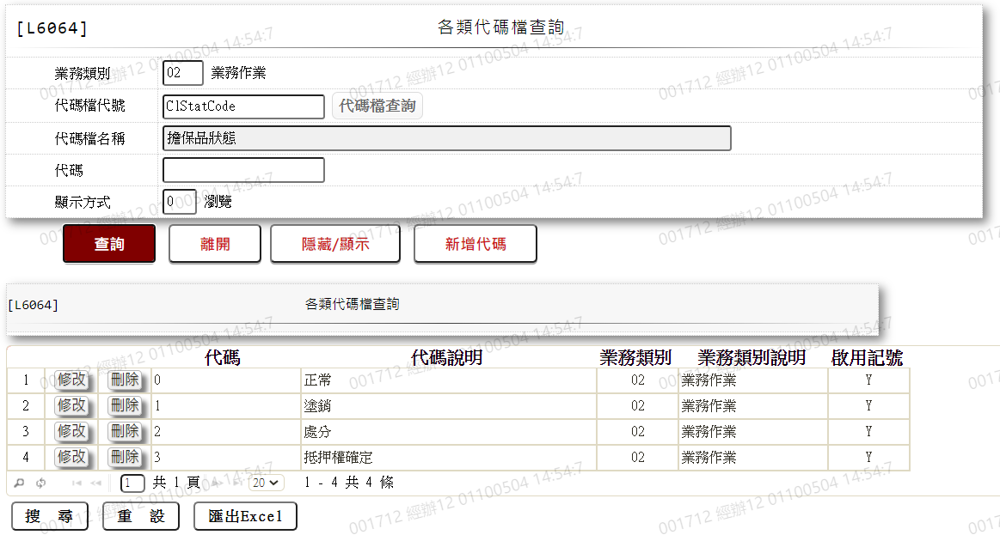 [L6064] 各類代碼檔查詢
業務類別 02 業務作業
代碼檔代號 ClStatCode 代碼檔查詢
代碼檔名稱 擔保品狀態
代碼
顯示方式 0 瀏覽
查詢 離開 隱藏/顯示 新增代碼
[L6064] 各類代碼檔查詢
代碼 代碼說明 業務類別 業務類別說明 啟用記號
1 修改 刪除 0 正常 02 業務作業 Y
2 修改 刪除 1 塗銷 02 業務作業 Y
3 修改 刪除 2 處分 02 業務作業 Y
4 修改 刪除 3 抵押權確定 02 業務作業 Y
1 共 1 頁 20 1 - 4 共 4 條
搜 尋 重 設 匯出Excel
001712 經辦12 01100504 14:54:7